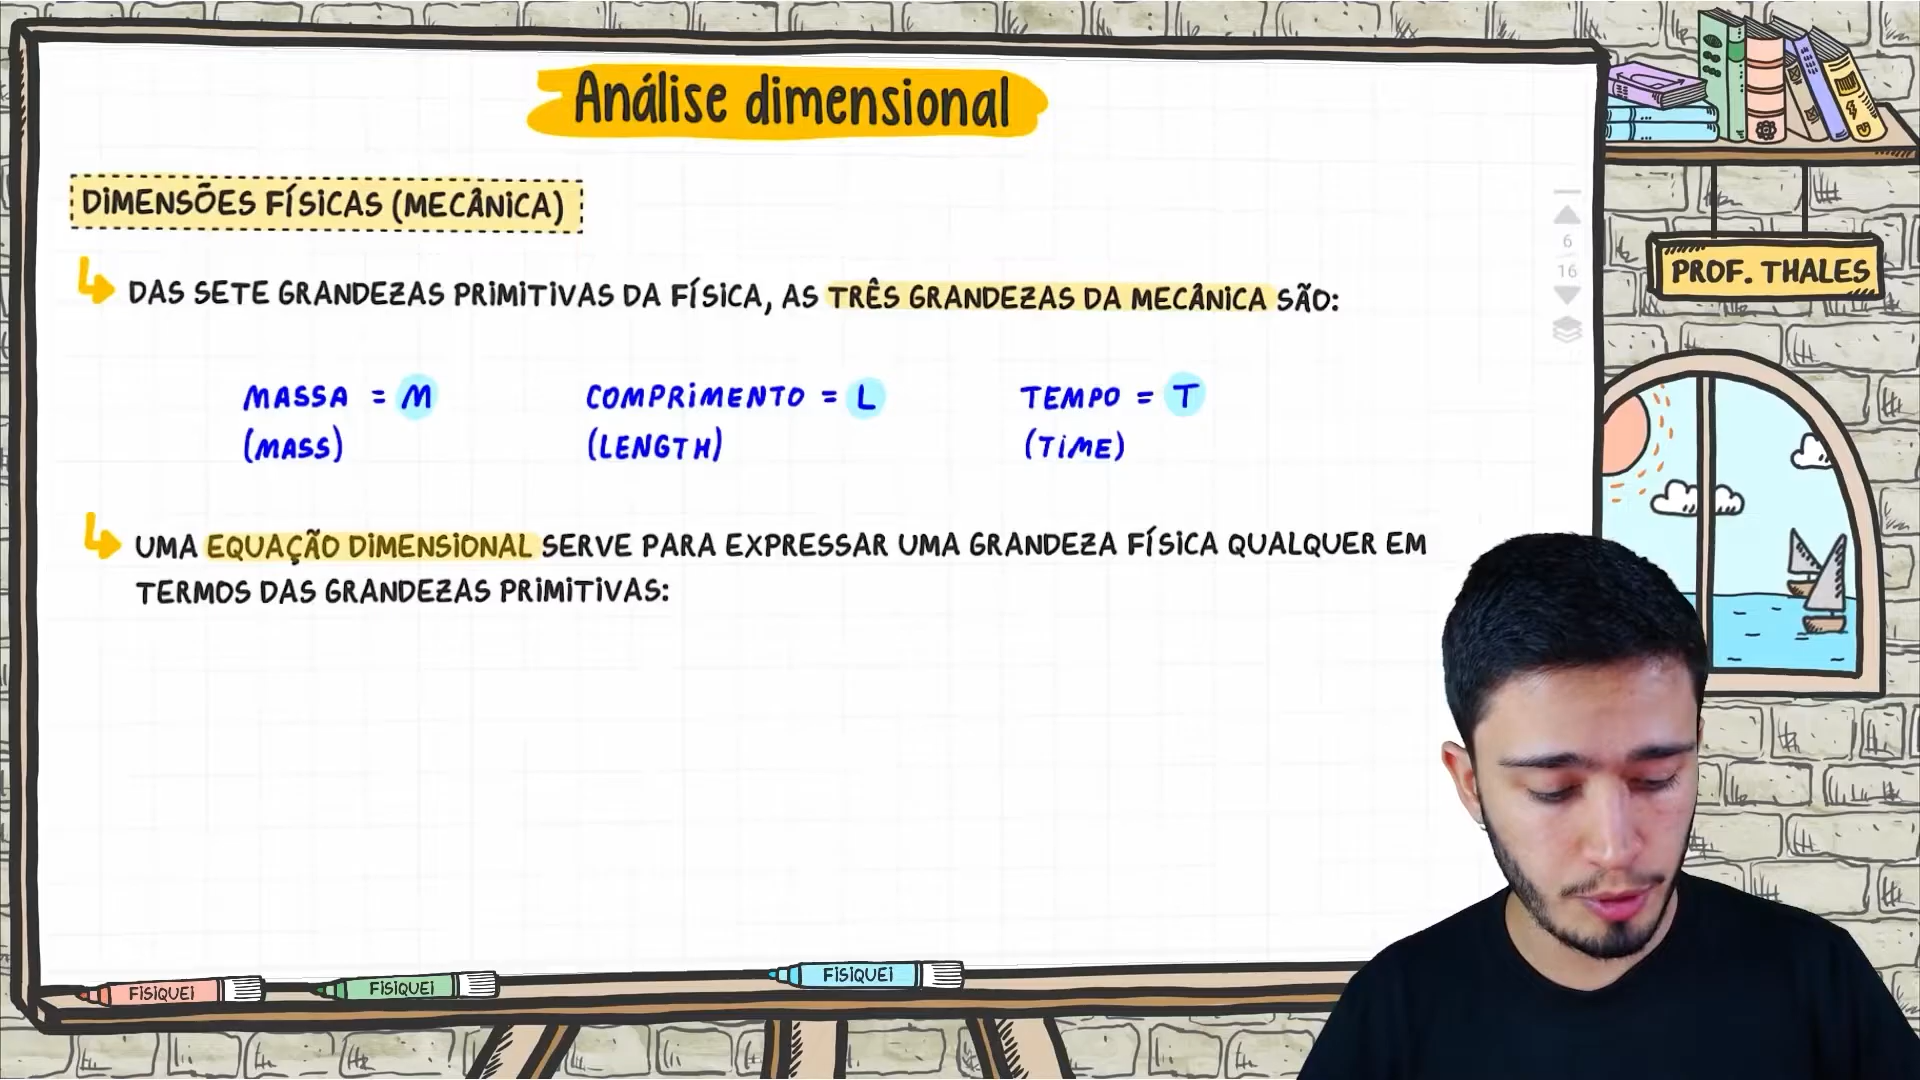 Análise dimensional
DIMENSÕES FÍSICAS (MECÂNICA)
DAS SETE GRANDEZAS PRIMITIVAS DA FÍSICA, AS TRÊS GRANDEZAS DA MECÂNICA SÃO:
MASSA = M COMPRIMENTO = L TEMPO = T
(MASS) (LENGTH) (TIME)
UMA EQUAÇÃO DIMENSIONAL SERVE PARA EXPRESSAR UMA GRANDEZA FÍSICA QUALQUER EM
TERMOS DAS GRANDEZAS PRIMITIVAS:
6
16
PROF. THALES
FISIQUEI
FISIQUEI
FISIQUEI